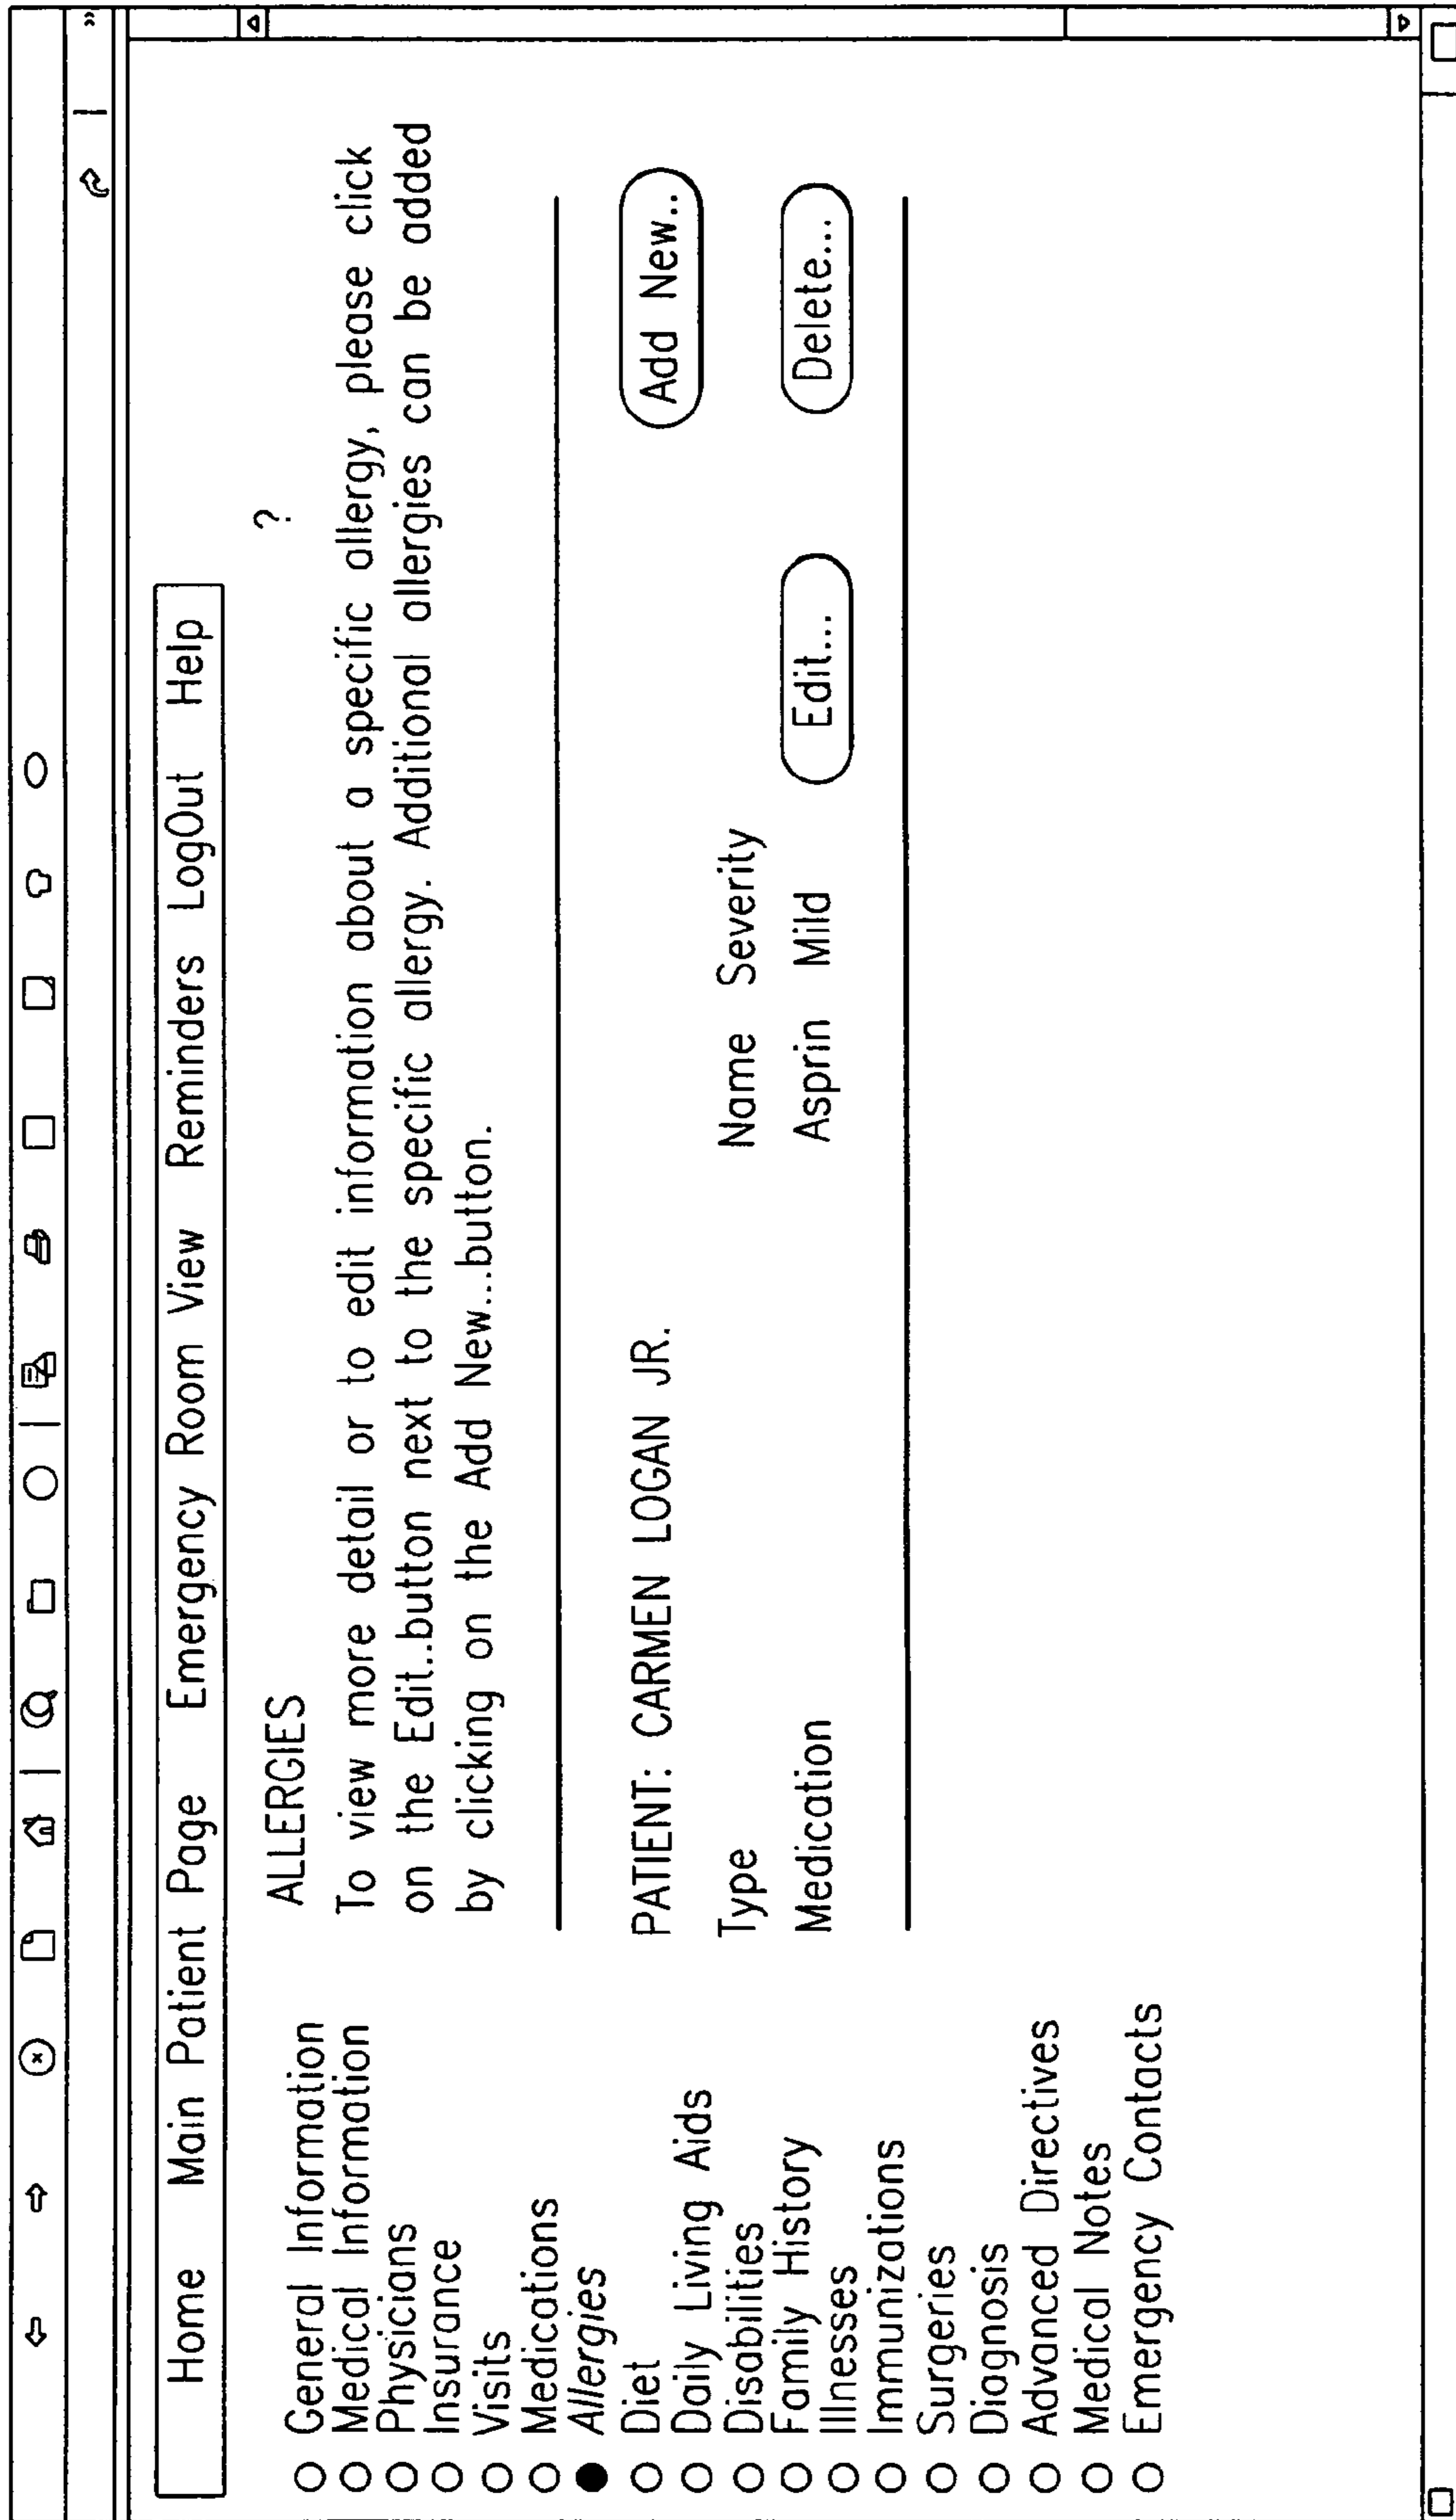 Home Main Patient Page Emergency Room View Reminders LogOut Help
General Information
Medical Information
Physicians
Insurance
Visits
Medications
Allergies
Diet
Daily Living Aids
Disabilities
Family History
Illnesses
Immunizations
Surgeries
Diagnosis
Advanced Directives
Medical Notes
Emergency Contacts
ALLERGIES ?
To view more detail or to edit information about a specific allergy, please click
on the Edit..button next to the specific allergy. Additional allergies can be added
by clicking on the Add New...button.
PATIENT: CARMEN LOGAN JR. Add New..
Type Name Severity
Medication Asprin Mild Edit... Delete...